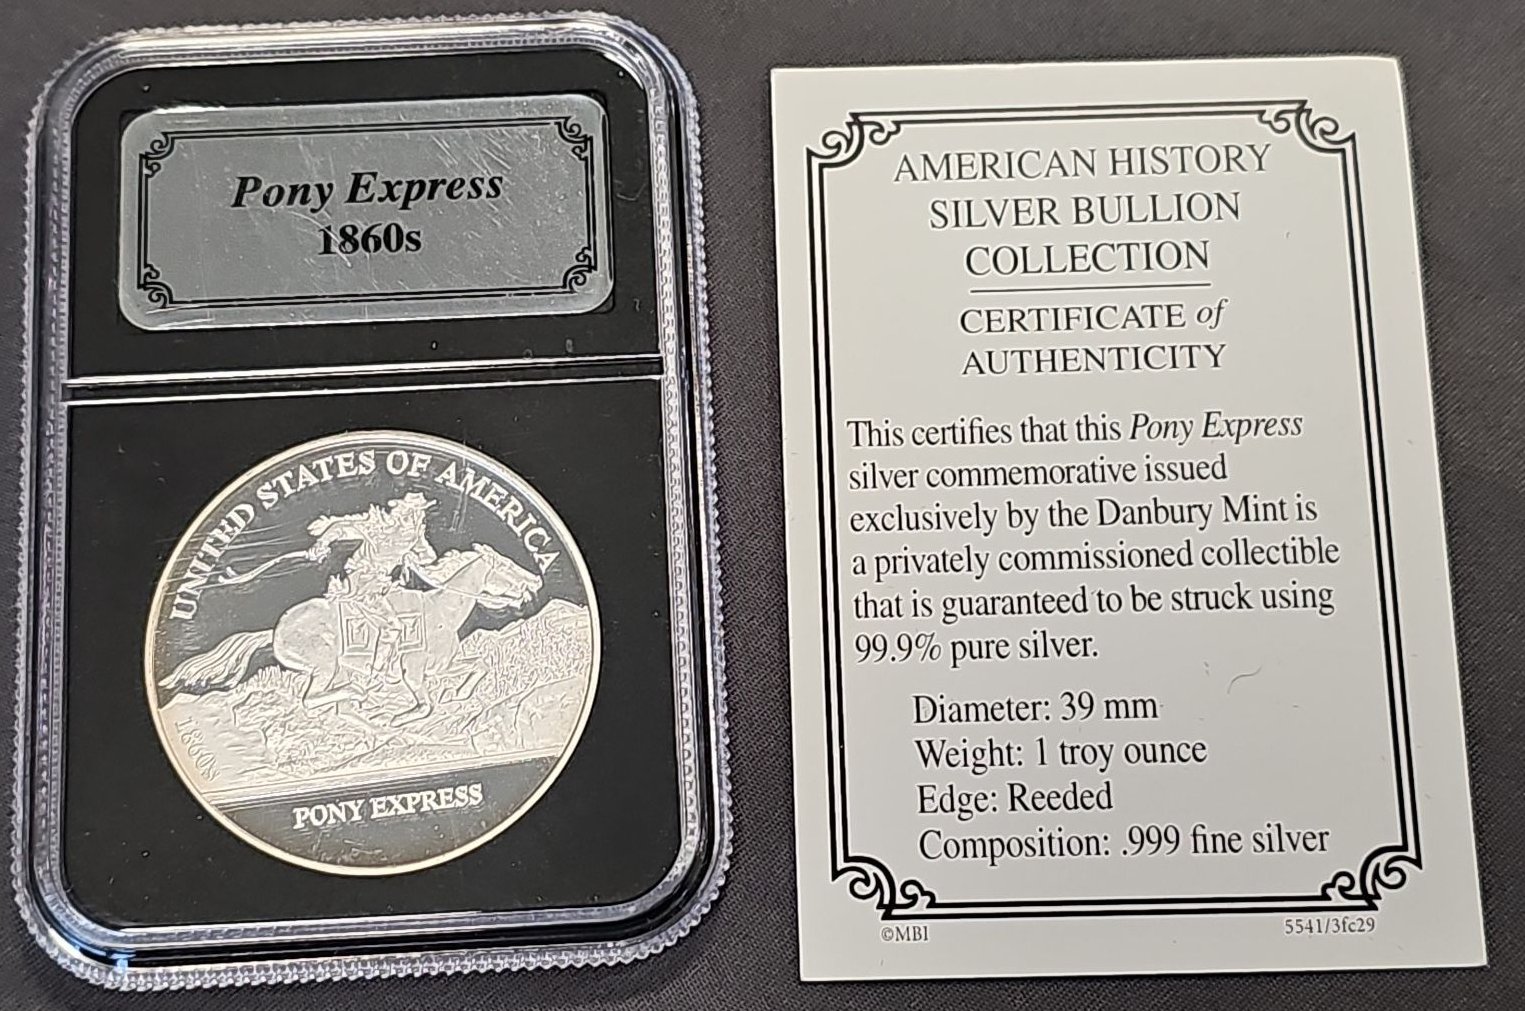 Pony Express
1860s
UNITED STATES OF AMERICA
1860s
PONY EXPRESS
AMERICAN HISTORY
SILVER BULLION
COLLECTION
CERTIFICATE of
AUTHENTICITY
This certifies that this Pony Express
silver commemorative issued
exclusively by the Danbury Mint is
a privately commissioned collectible
that is guaranteed to be struck using
99.9% pure silver.
Diameter: 39 mm
Weight: 1 troy ounce
Edge: Reeded
Composition: .999 fine silver
©MBI
5541/3fc29